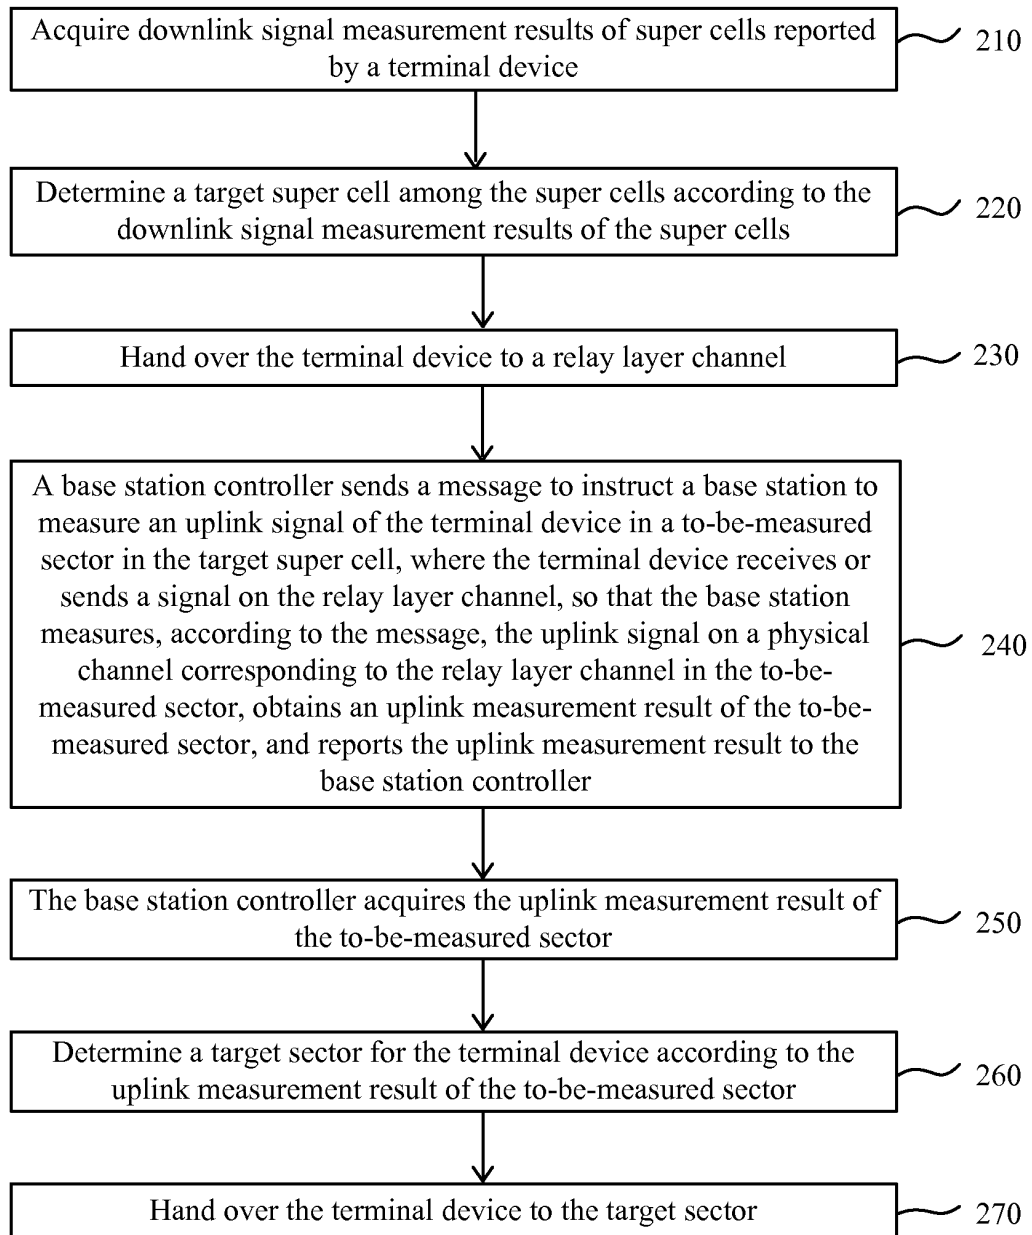 Acquire downlink signal measurement results of super cells reported
by a terminal device
210
Determine a target super cell among the super cells according to the
downlink signal measurement results of the super cells
220
Hand over the terminal device to a relay layer channel
230
A base station controller sends a message to instruct a base station to
measure an uplink signal of the terminal device in a to-be-measured
sector in the target super cell, where the terminal device receives or
sends a signal on the relay layer channel, so that the base station
measures, according to the message, the uplink signal on a physical
channel corresponding to the relay layer channel in the to-be-
measured sector, obtains an uplink measurement result of the to-be-
measured sector, and reports the uplink measurement result to the
base station controller
240
The base station controller acquires the uplink measurement result of
the to-be-measured sector
250
Determine a target sector for the terminal device according to the
uplink measurement result of the to-be-measured sector
260
Hand over the terminal device to the target sector
270